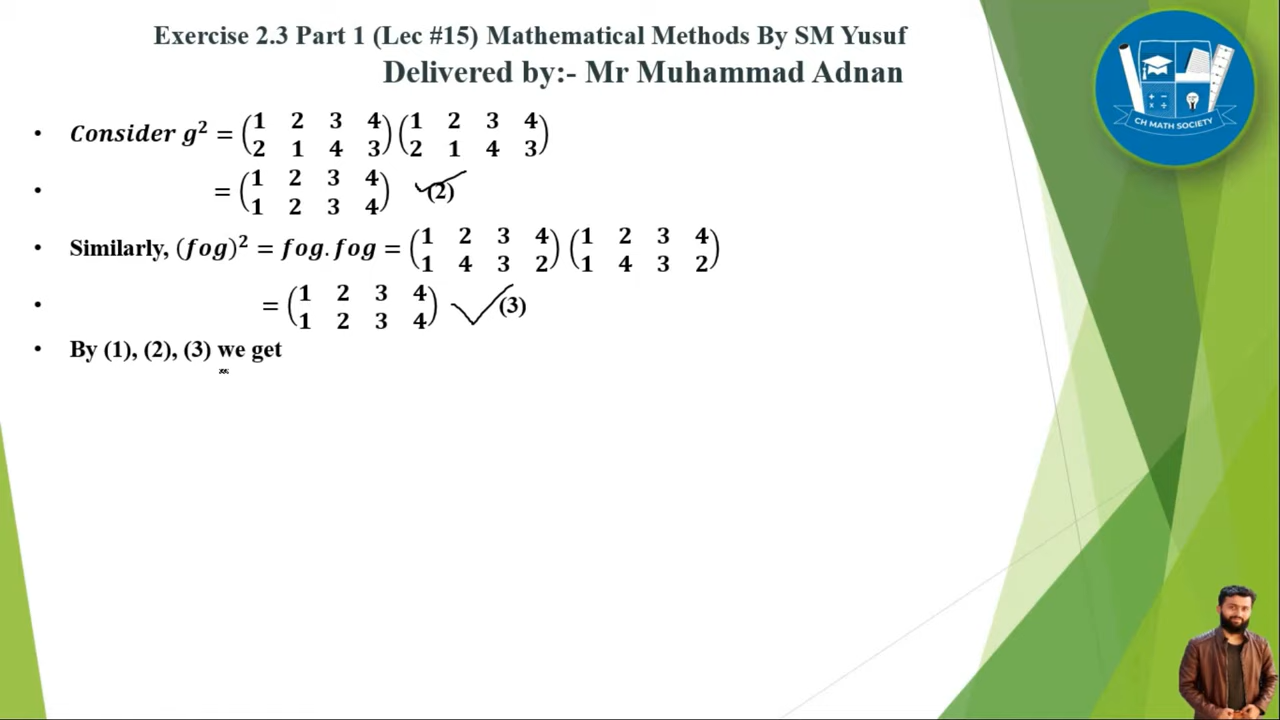 Exercise 2.3 Part 1 (Lec #15) Mathematical Methods By SM Yusuf
Delivered by:- Mr Muhammad Adnan
CH MATH SOCIETY
• Consider g² = (1 2 3 4 / 2 1 4 3) (1 2 3 4 / 2 1 4 3)
• = (1 2 3 4 / 1 2 3 4) (2)
• Similarly, (fog)² = fog. fog = (1 2 3 4 / 1 4 3 2) (1 2 3 4 / 1 4 3 2)
• = (1 2 3 4 / 1 2 3 4) (3)
• By (1), (2), (3) we get